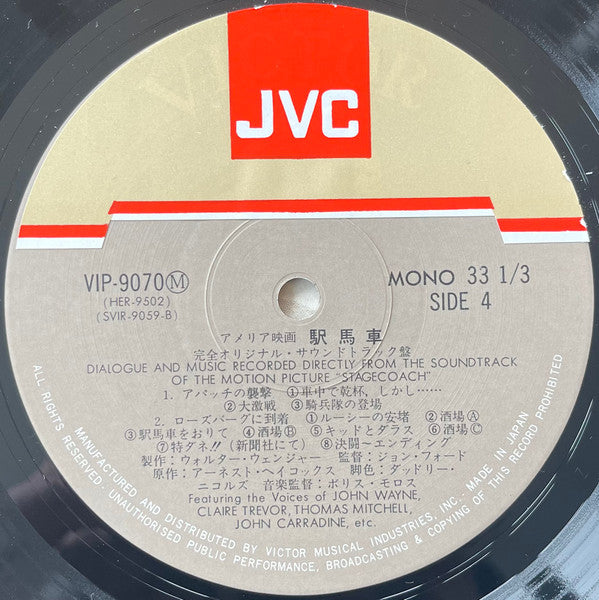 JVC
VIP-9070Ⓜ
(HER-9502)
(SVIR-9059-B)
MONO 33 1/3
SIDE 4
アメリア映画 駅馬車
完全オリジナル・サウンドトラック盤
DIALOGUE AND MUSIC RECORDED DIRECTLY FROM THE SOUNDTRACK
OF THE MOTION PICTURE "STAGECOACH"
1. アパッチの襲撃 ①車中で乾杯、しかし……
②大激戦 ③騎兵隊の登場
2. ローズバーグに到着 ①ルーシーの安堵 ②酒場Ⓐ
③駅馬車をおりて ④酒場Ⓑ ⑤キッドとダラス ⑥酒場Ⓒ
⑦特ダネグ(新聞社にて) ⑧決闘〜エンディング
製作:ウォルター・ウェンジャー 監督:ジョン・フォード
原作:アーネスト・ヘイコックス 脚色:ダッドリー・
ニコルズ 音楽監督:ボリス・モロス
Featuring the Voices of JOHN WAYNE,
CLAIRE TREVOR, THOMAS MITCHELL,
JOHN CARRADINE, etc.
MANUFACTURED AND DISTRIBUTED BY VICTOR MUSICAL INDUSTRIES, INC. MADE IN JAPAN
ALL RIGHTS RESERVED. UNAUTHORISED PUBLIC PERFORMANCE, BROADCASTING & COPYING OF THIS RECORD PROHIBITED